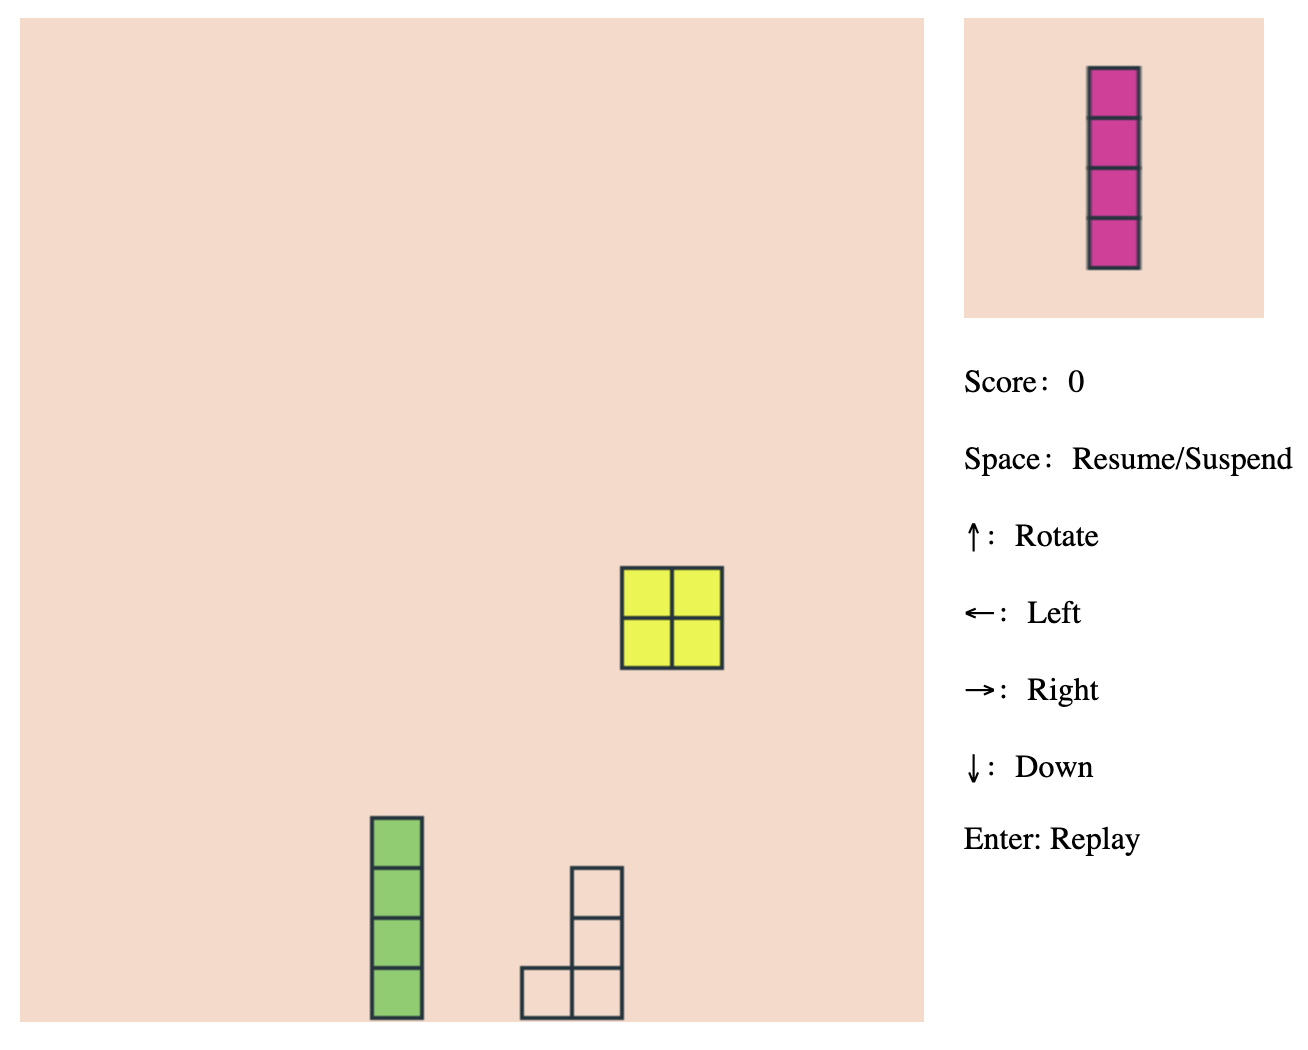 Score： 0
Space： Resume/Suspend
↑： Rotate
←： Left
→： Right
↓： Down
Enter: Replay